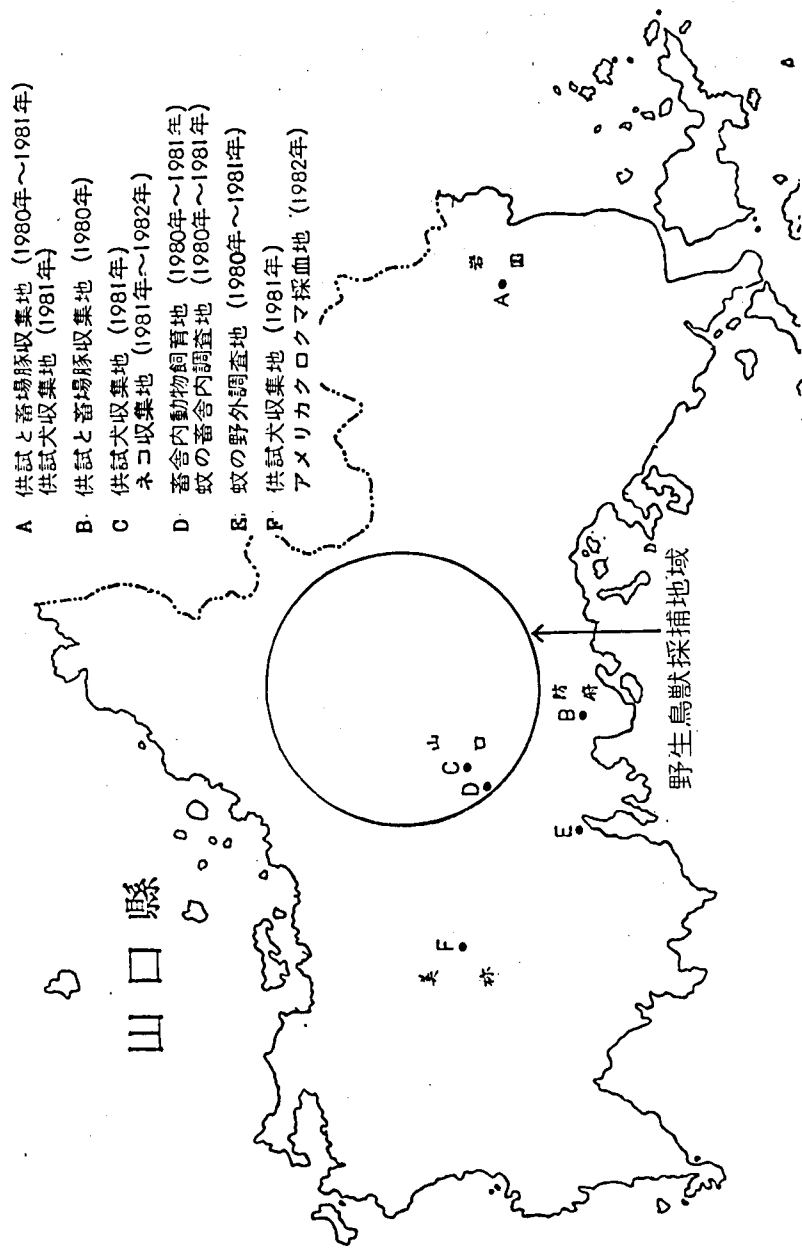 山口縣
A 供試と畜場豚収集地 (1980年~1981年)
供試犬収集地 (1981年)
B 供試と畜場豚収集地 (1980年)
C 供試犬収集地 (1981年)
ネコ収集地 (1981年~1982年)
D 畜舎内動物飼育地 (1980年~1981年)
蚊の畜舎内調査地 (1980年~1981年)
E 蚊の野外調査地 (1980年~1981年)
F 供試犬収集地 (1981年)
アメリカクロクマ採血地 (1982年)
美祢
F
山口
C
D
岩国
A
防府
B
E
野生鳥獣採捕地域